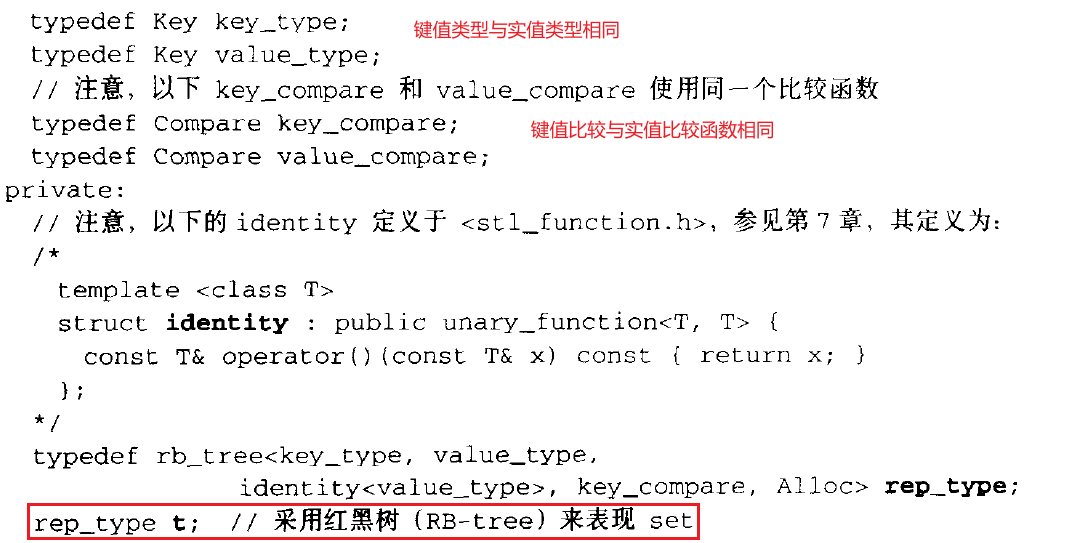 typedef Key key_type;
键值类型与实值类型相同
typedef Key value_type;
// 注意，以下 key_compare 和 value_compare 使用同一个比较函数
typedef Compare key_compare;
键值比较与实值比较函数相同
typedef Compare value_compare;
private:
// 注意，以下的 identity 定义于 <stl_function.h>，参见第 7 章，其定义为：
/*
template <class T>
struct identity : public unary_function<T, T> {
const T& operator()(const T& x) const { return x; }
};
*/
typedef rb_tree<key_type, value_type,
identity<value_type>, key_compare, Alloc> rep_type;
rep_type t;  // 采用红黑树（RB-tree）来表现 set